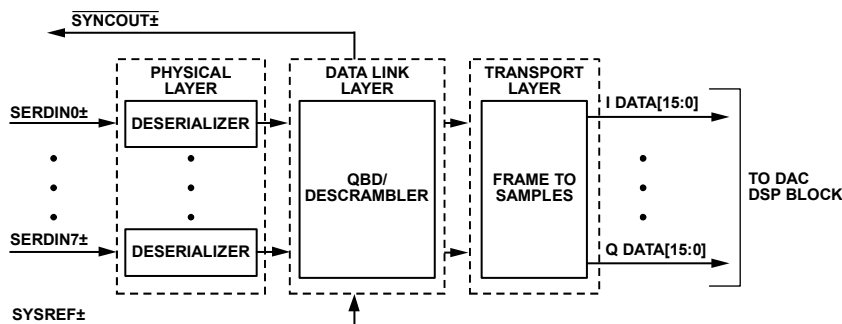 SYNCOUT±
PHYSICAL
LAYER
DATA LINK
LAYER
TRANSPORT
LAYER
SERDIN0±
DESERIALIZER
I DATA[15:0]
QBD/
DESCRAMBLER
FRAME TO
SAMPLES
TO DAC
DSP BLOCK
SERDIN7±
DESERIALIZER
Q DATA[15:0]
SYSREF±